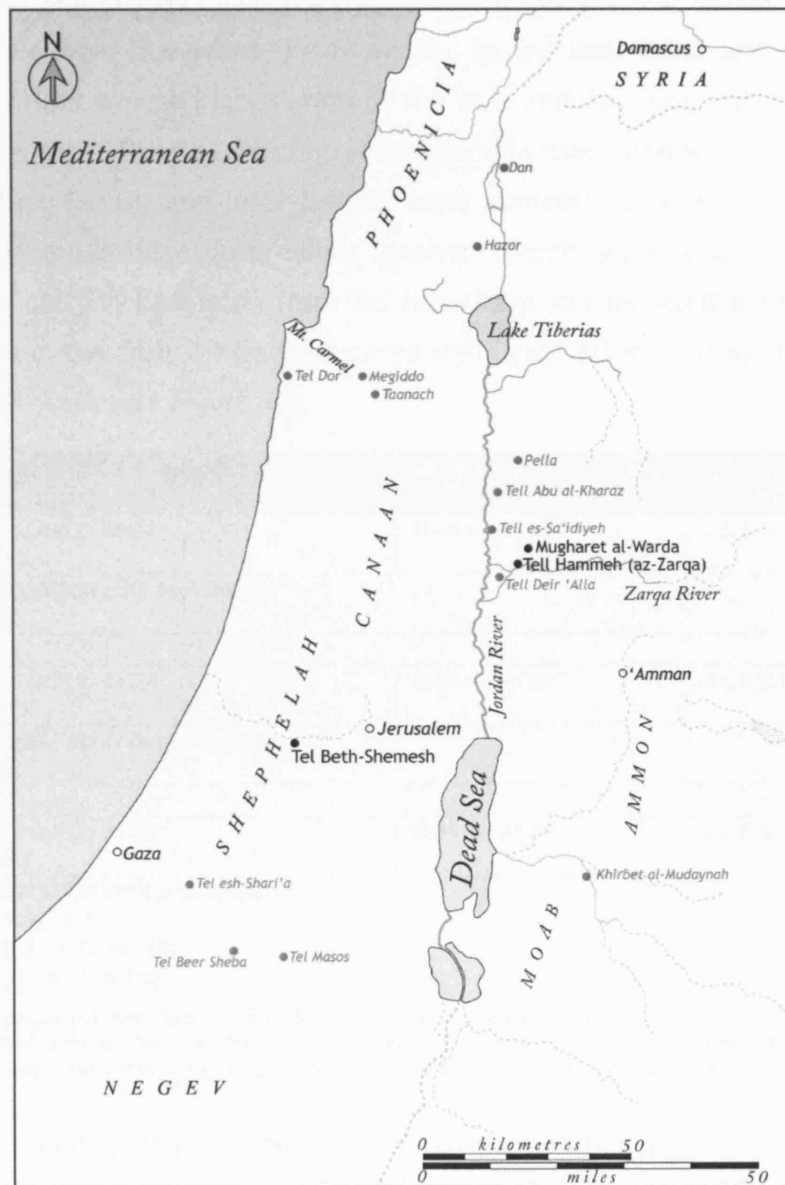 N
Damascus
SYRIA
PHOENICIA
Mediterranean Sea
Dan
Hazor
Mt. Carmel
Lake Tiberias
Tel Dor
Megiddo
Taanach
Pella
Tell Abu al-Kharaz
CANAAN
Tell es-Sa'idiyeh
Mugharet al-Warda
Tell Hammeh (az-Zarqa)
Tell Deir 'Alla
Zarqa River
Jordan River
'Amman
SHEPHELAH
Jerusalem
Tel Beth-Shemesh
AMMON
Dead Sea
Gaza
Tel esh-Shari'a
Khirbet al-Mudaynah
MOAB
Tel Beer Sheba
Tel Masos
NEGEV
0 kilometres 50
0 miles 50